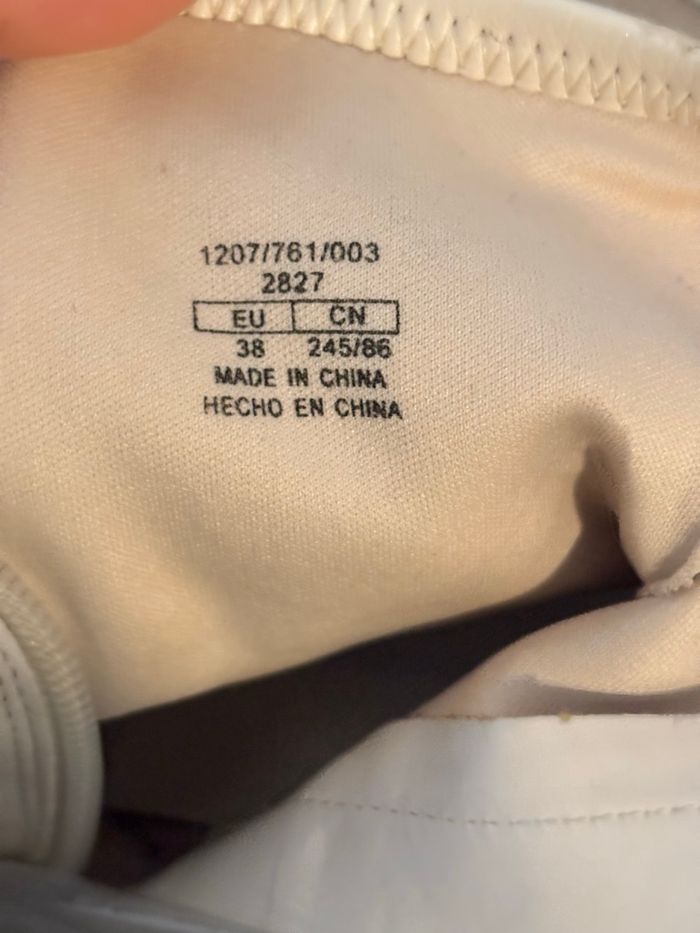 1207/761/003
2827
EU CN
38 245/86
MADE IN CHINA
HECHO EN CHINA